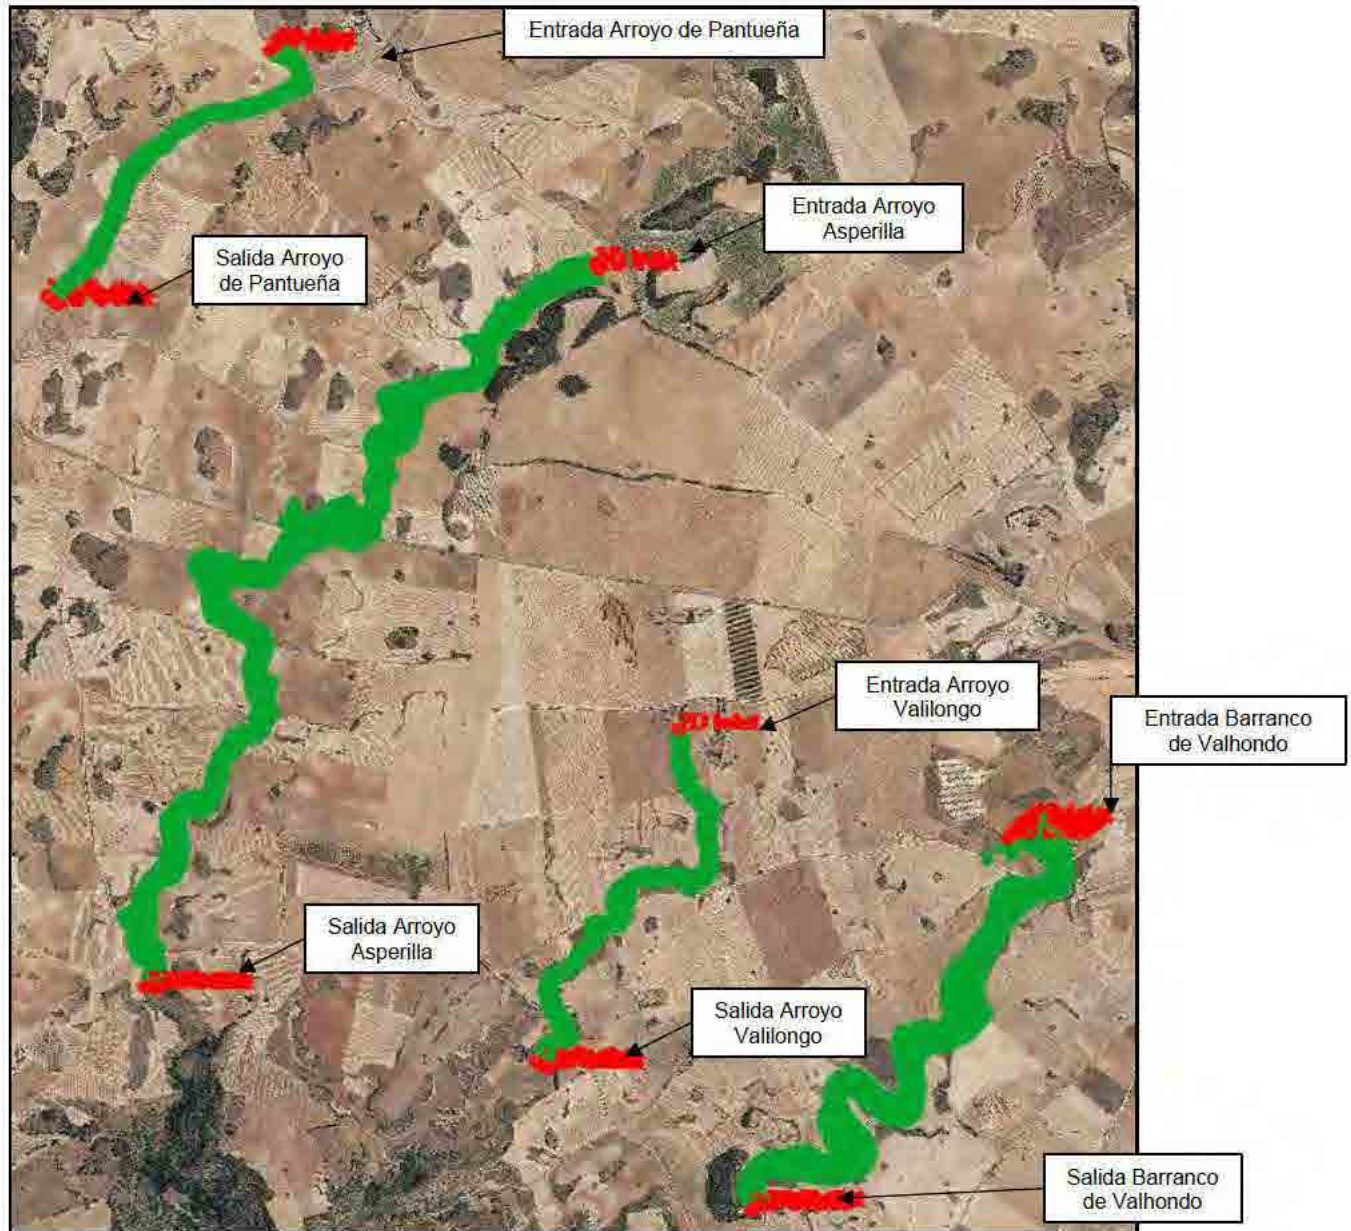 Entrada Arroyo de Pantueña
Entrada Arroyo
Asperilla
Salida Arroyo
de Pantueña
Entrada Arroyo
Valilongo
Entrada Barranco
de Valhondo
Salida Arroyo
Asperilla
Salida Arroyo
Valilongo
Salida Barranco
de Valhondo